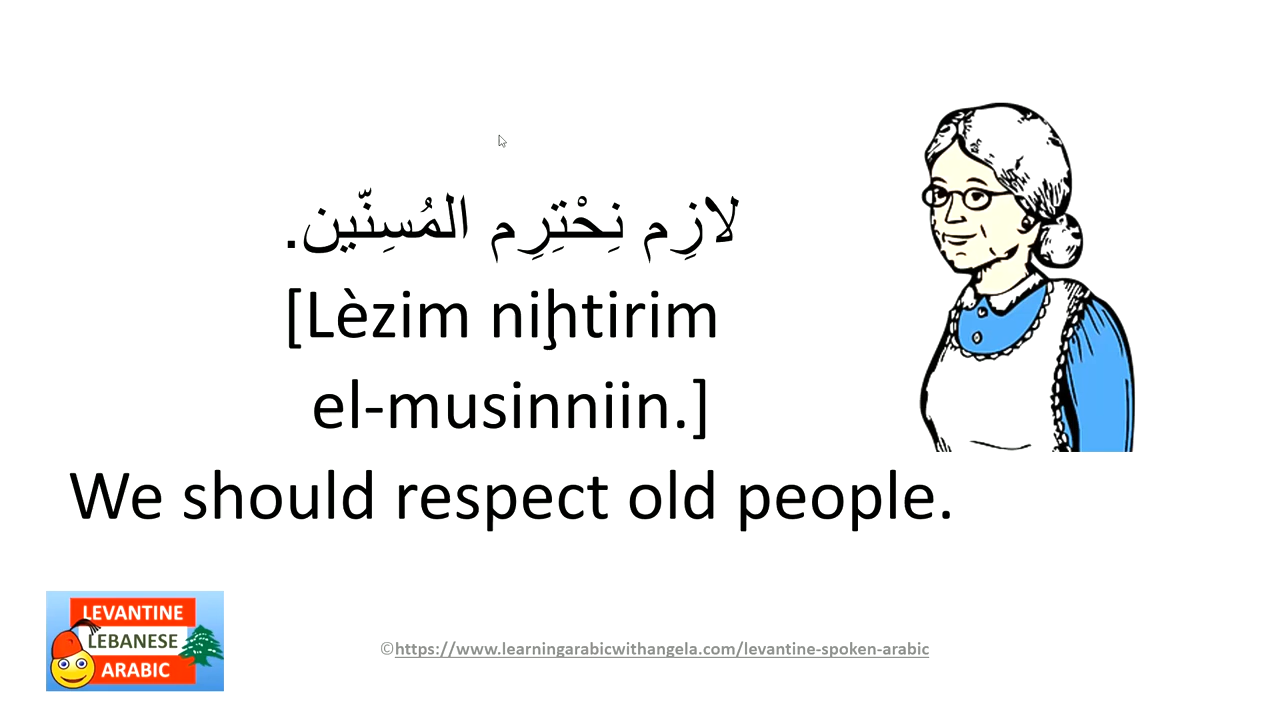 لازِم نِحْتِرِم المُسِنّين.
[Lèzim niḩtirim
el-musinniin.]
We should respect old people.
LEVANTINE
LEBANESE
ARABIC
©https://www.learningarabicwithangela.com/levantine-spoken-arabic